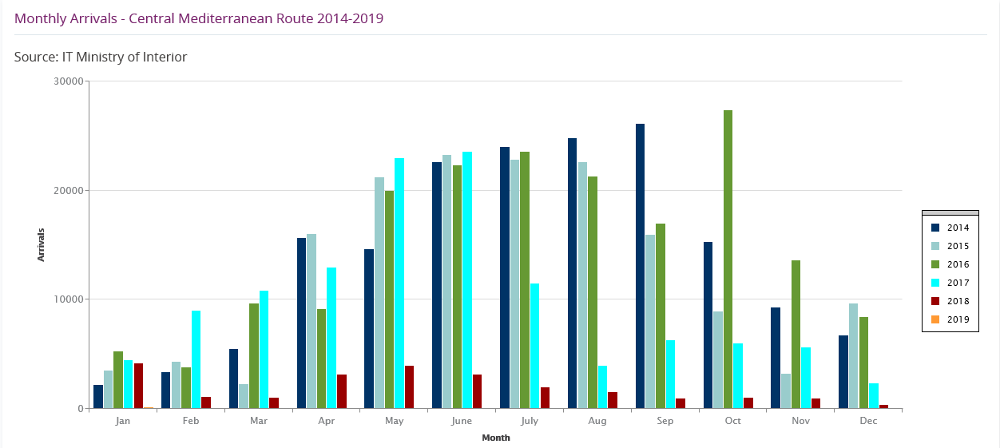 Monthly Arrivals - Central Mediterranean Route 2014-2019
Source: IT Ministry of Interior
30000
20000
10000
0
Arrivals
Jan Feb Mar Apr May June July Aug Sep Oct Nov Dec
Month
2014
2015
2016
2017
2018
2019